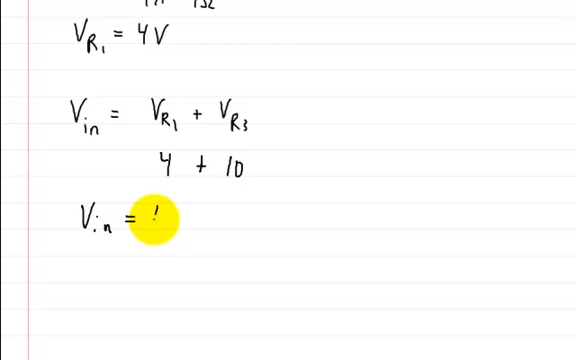 V_R1 = 4V
V_in = V_R1 + V_R3
4 + 10
V_in =